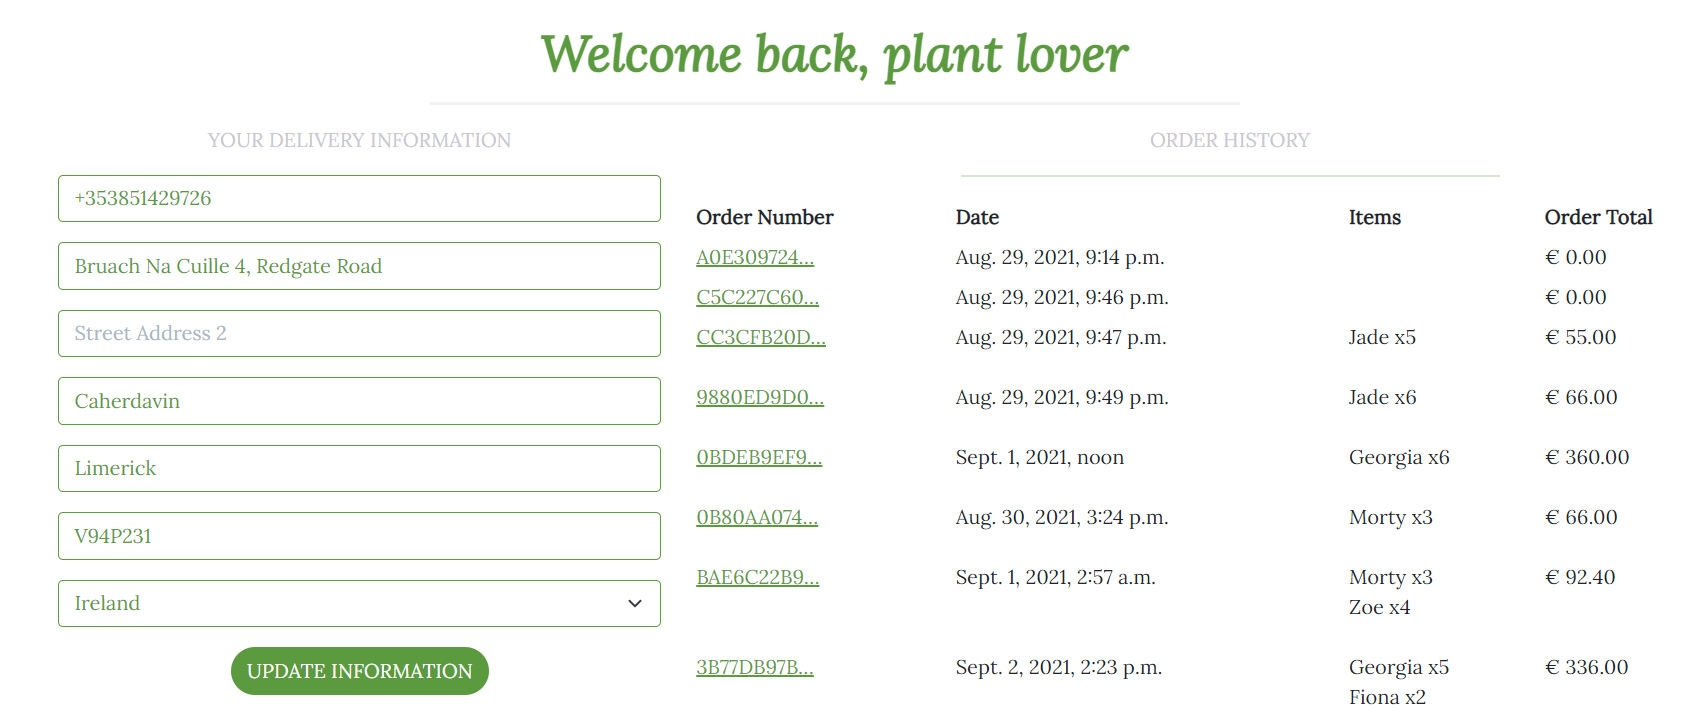 Welcome back, plant lover
YOUR DELIVERY INFORMATION
+353851429726
Bruach Na Cuille 4, Redgate Road
Street Address 2
Caherdavin
Limerick
V94P231
Ireland
UPDATE INFORMATION
ORDER HISTORY
Order Number Date Items Order Total
A0E309724... Aug. 29, 2021, 9:14 p.m. € 0.00
C5C227C60... Aug. 29, 2021, 9:46 p.m. € 0.00
CC3CFB20D... Aug. 29, 2021, 9:47 p.m. Jade x5 € 55.00
9880ED9D0... Aug. 29, 2021, 9:49 p.m. Jade x6 € 66.00
0BDEB9EF9... Sept. 1, 2021, noon Georgia x6 € 360.00
0B80AA074... Aug. 30, 2021, 3:24 p.m. Morty x3 € 66.00
BAE6C22B9... Sept. 1, 2021, 2:57 a.m. Morty x3 € 92.40
Zoe x4
3B77DB97B... Sept. 2, 2021, 2:23 p.m. Georgia x5 € 336.00
Fiona x2